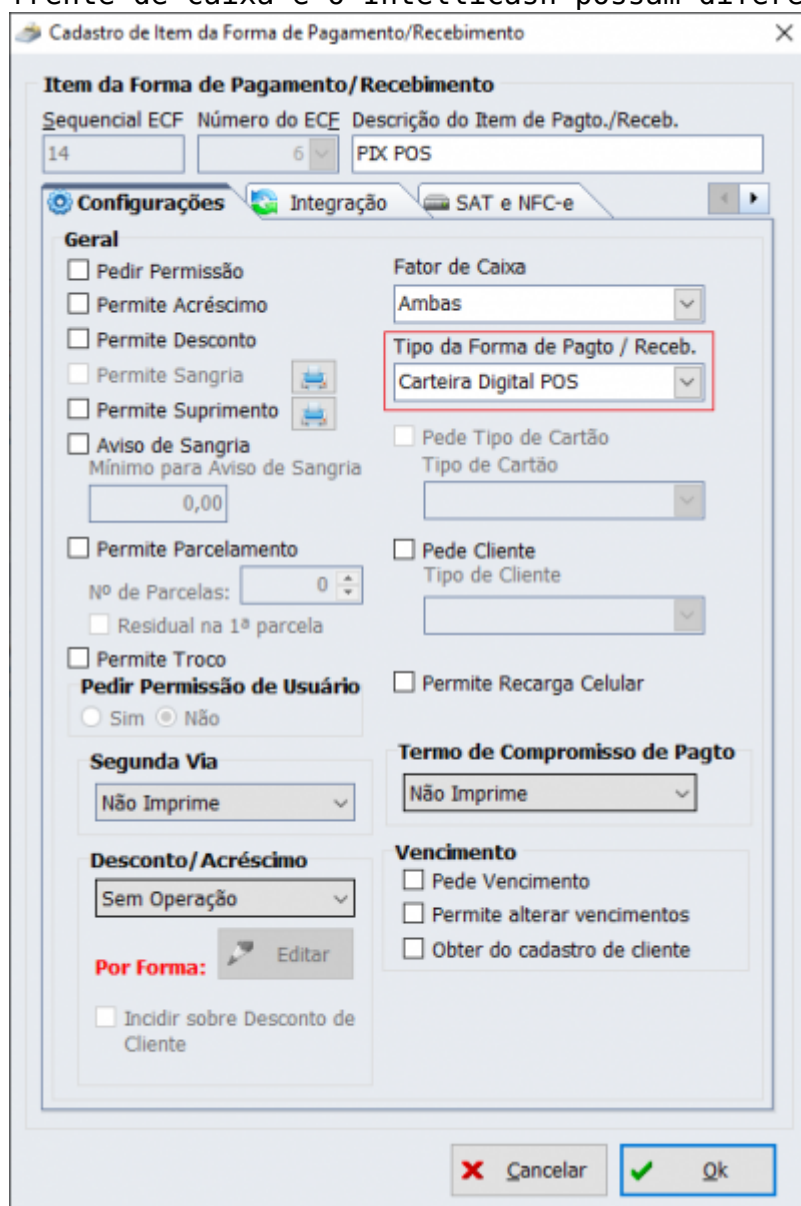 frente de caixa e o Intellicash possam difere
Cadastro de Item da Forma de Pagamento/Recebimento
Item da Forma de Pagamento/Recebimento
Sequencial ECF Número do ECF Descrição do Item de Pagto./Receb.
14 6 PIX POS
Configurações Integração SAT e NFC-e
Geral
Pedir Permissão Fator de Caixa
Permite Acréscimo Ambas
Permite Desconto Tipo da Forma de Pagto / Receb.
Permite Sangria Carteira Digital POS
Permite Suprimento
Aviso de Sangria Pede Tipo de Cartão
Mínimo para Aviso de Sangria Tipo de Cartão
0,00
Permite Parcelamento Pede Cliente
Nº de Parcelas: 0 Tipo de Cliente
Residual na 1ª parcela
Permite Troco
Pedir Permissão de Usuário Permite Recarga Celular
Sim Não
Segunda Via Termo de Compromisso de Pagto
Não Imprime Não Imprime
Desconto/Acréscimo Vencimento
Sem Operação Pede Vencimento
Permite alterar vencimentos
Por Forma: Editar Obter do cadastro de cliente
Incidir sobre Desconto de
Cliente
Cancelar Ok